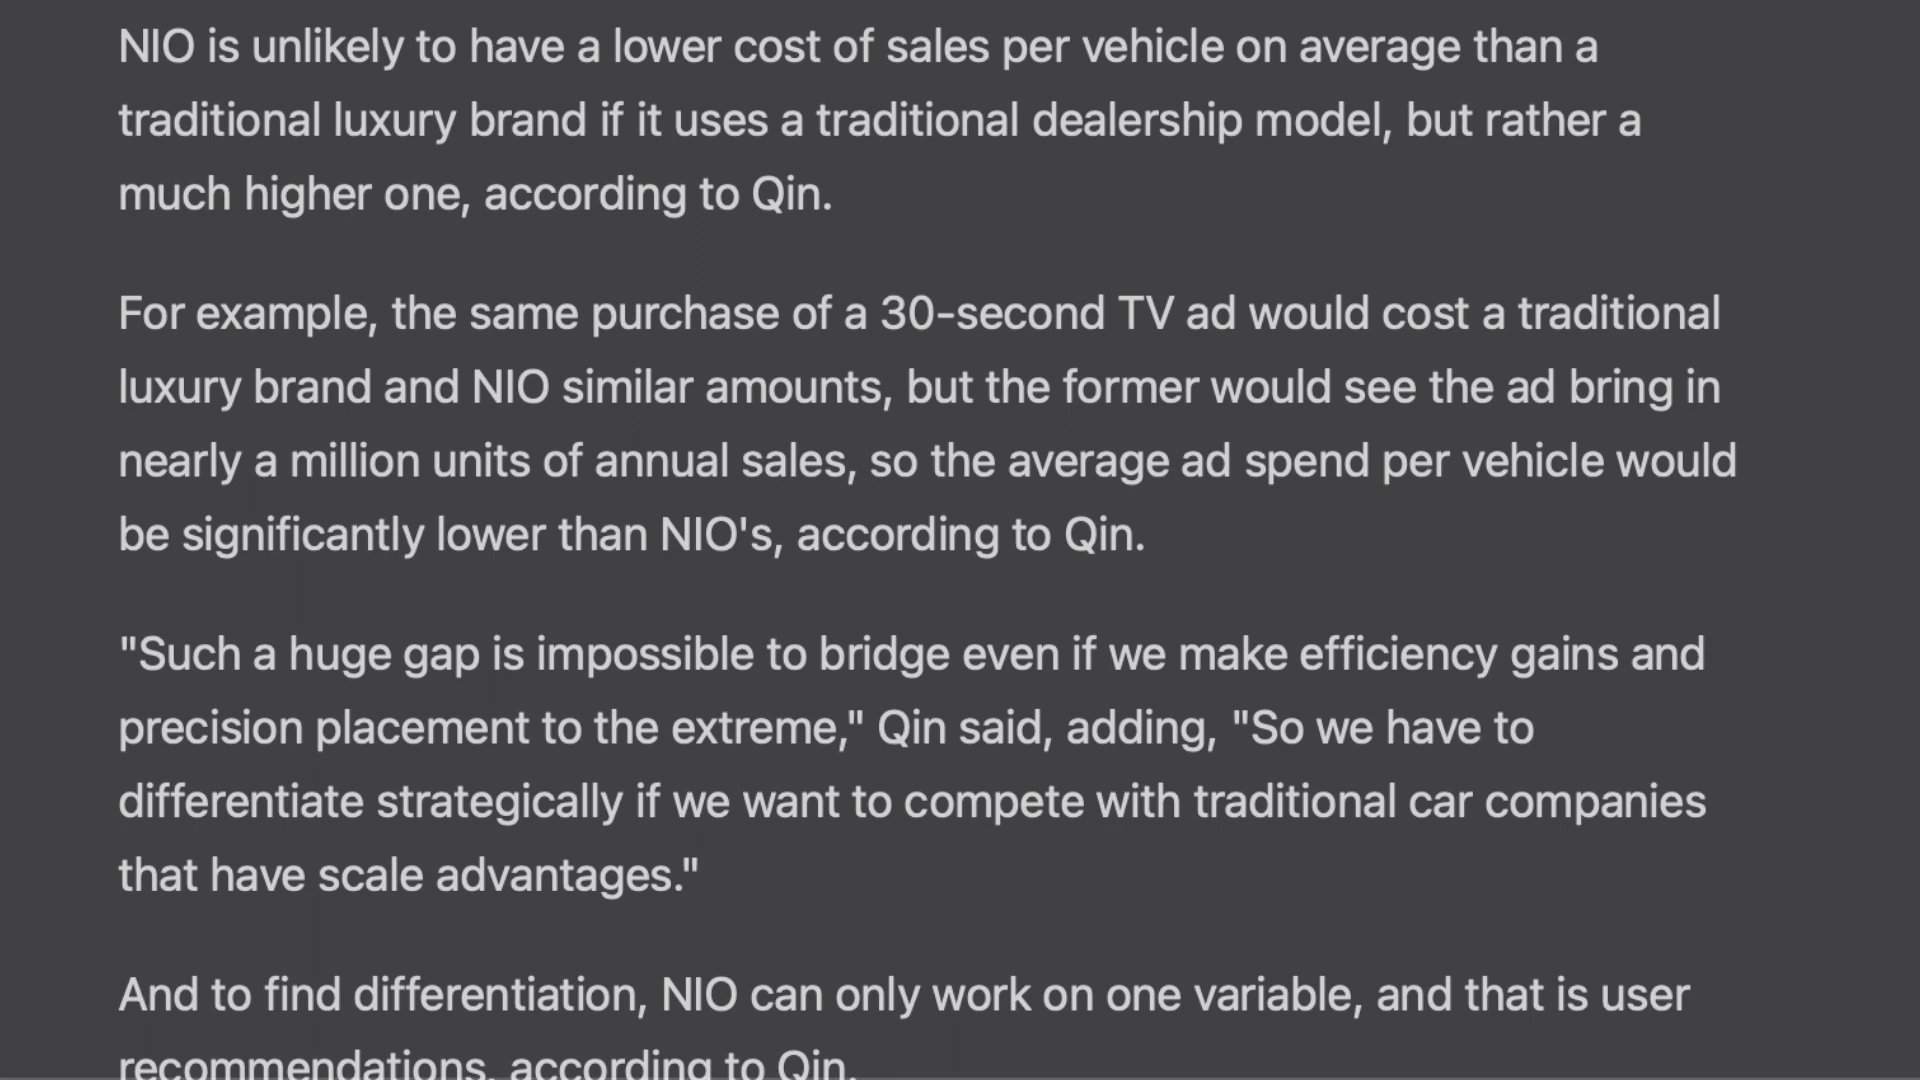 NIO is unlikely to have a lower cost of sales per vehicle on average than a
traditional luxury brand if it uses a traditional dealership model, but rather a
much higher one, according to Qin.
For example, the same purchase of a 30-second TV ad would cost a traditional
luxury brand and NIO similar amounts, but the former would see the ad bring in
nearly a million units of annual sales, so the average ad spend per vehicle would
be significantly lower than NIO's, according to Qin.
"Such a huge gap is impossible to bridge even if we make efficiency gains and
precision placement to the extreme," Qin said, adding, "So we have to
differentiate strategically if we want to compete with traditional car companies
that have scale advantages."
And to find differentiation, NIO can only work on one variable, and that is user
recommendations, according to Qin.